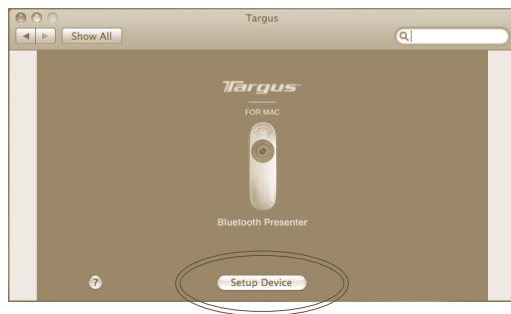 Targus
Show All
Targus
FOR MAC
Bluetooth Presenter
?
Setup Device